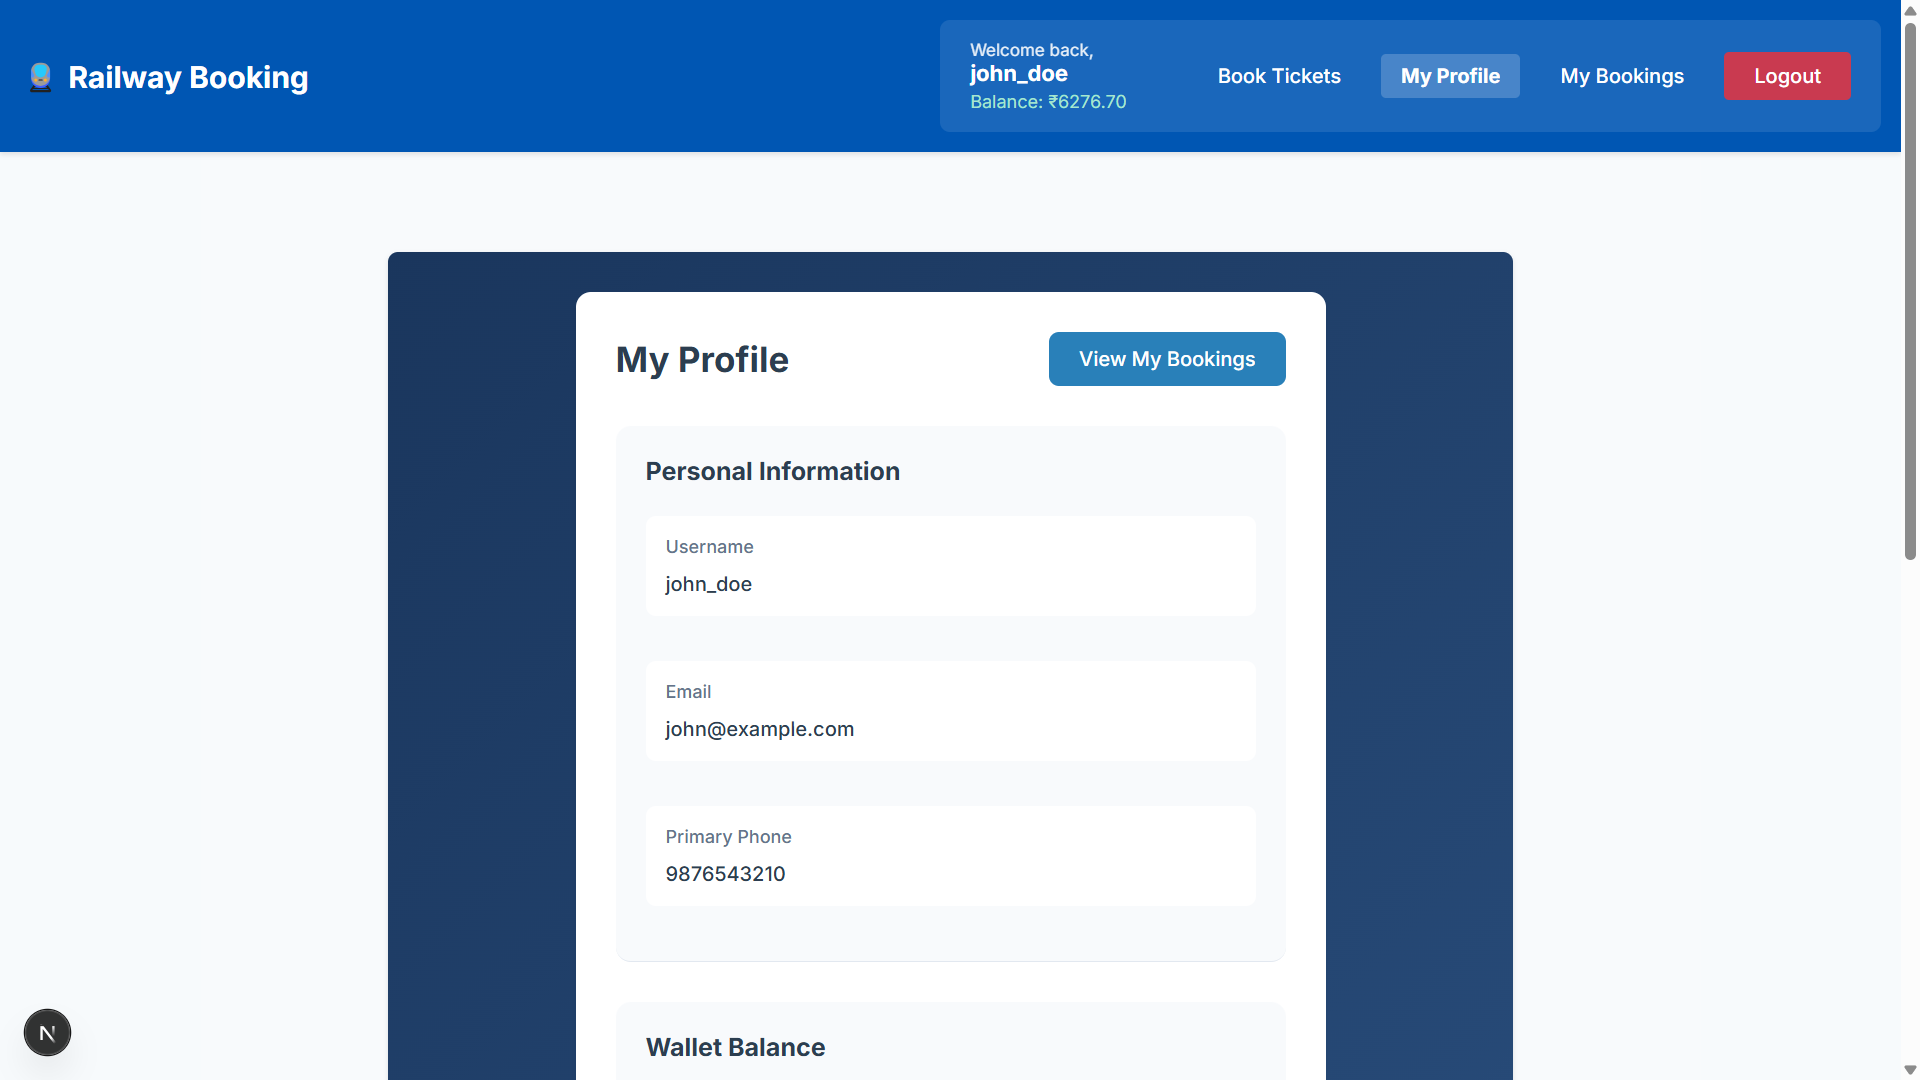 Railway Booking
Welcome back,
john_doe
Balance: ₹6276.70
Book Tickets
My Profile
My Bookings
Logout
My Profile
View My Bookings
Personal Information
Username
john_doe
Email
john@example.com
Primary Phone
9876543210
Wallet Balance
N